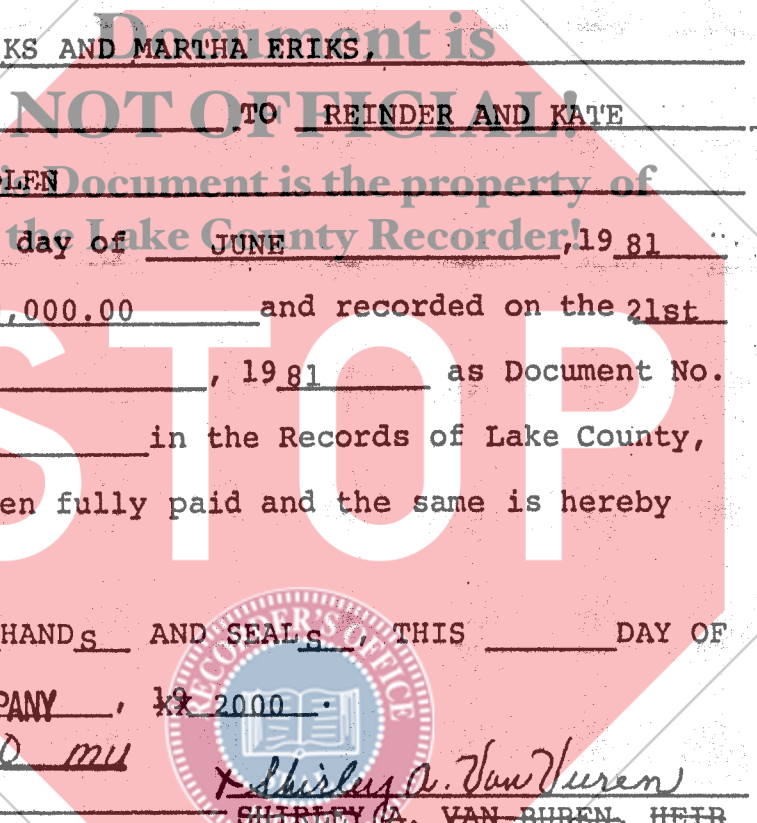 Document is
KS AND MARTHA ERIKS,
NOT OFFICIAL!
TO REINDER AND KATE
Document is the property of
LEN
the Lake County Recorder!
day of JUNE ,19 81
,000.00 and recorded on the 21st
, 19 81 as Document No.
STOP
in the Records of Lake County,
en fully paid and the same is hereby
RECORDER'S OFFICE
HANDS AND SEALS, THIS DAY OF
PANY , 19 2000 .
mu
x Shirley A. Van Buren
SHIRLEY A. VAN BUREN, HEIR